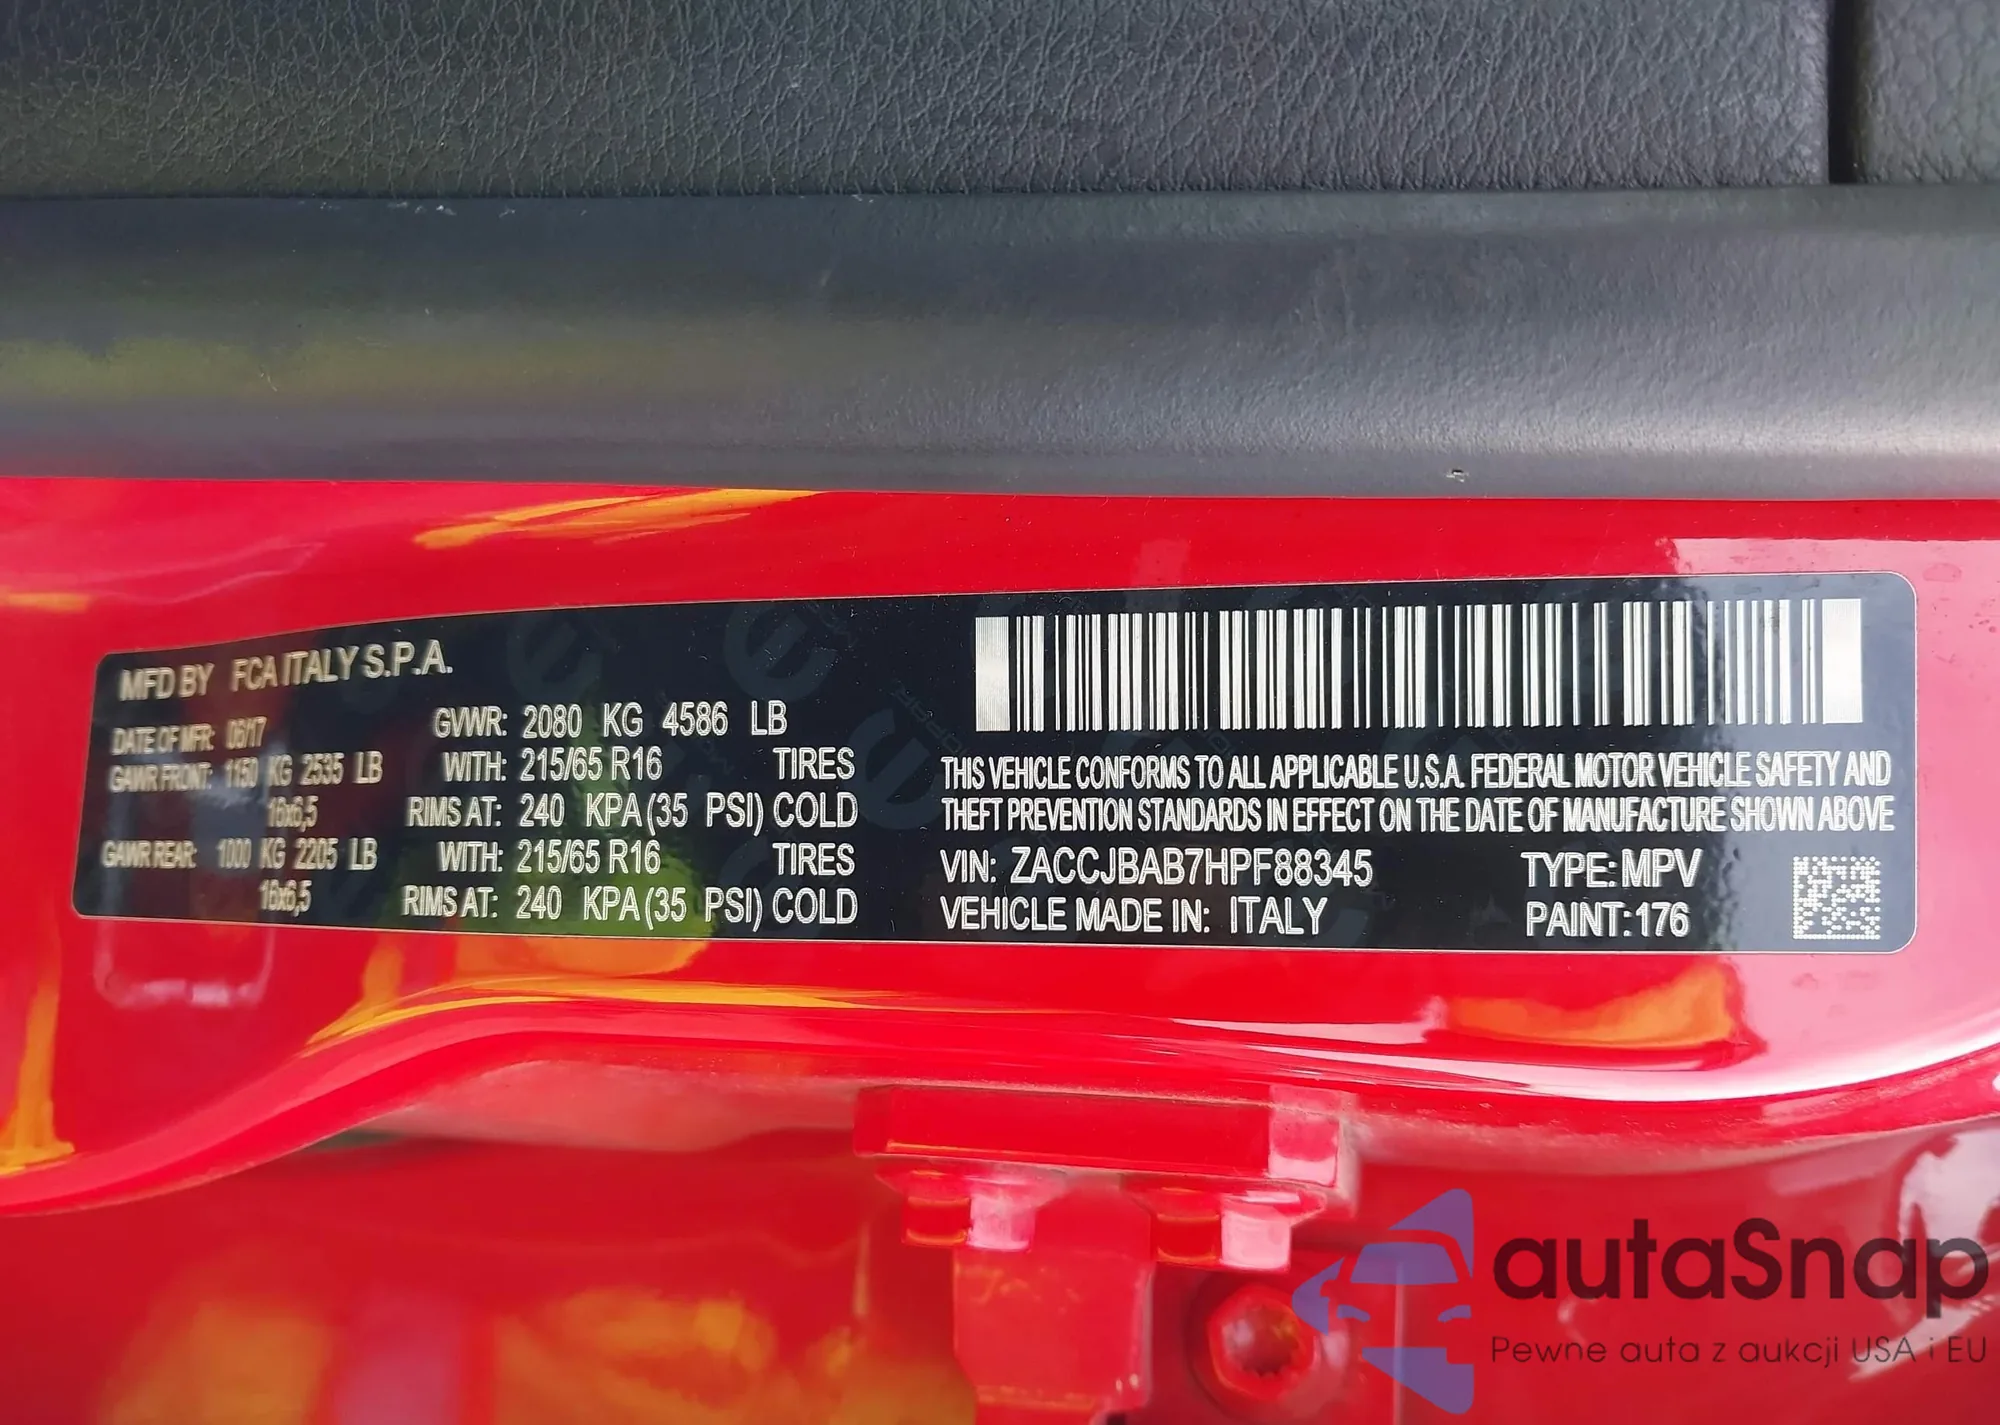 MFD BY FCA ITALY S.P.A.
DATE OF MFR: 06/17 GVWR: 2080 KG 4586 LB
GAWR FRONT: 1150 KG 2535 LB WITH: 215/65 R16 TIRES
16x6,5 RIMS AT: 240 KPA (35 PSI) COLD
GAWR REAR: 1000 KG 2205 LB WITH: 215/65 R16 TIRES
16x6,5 RIMS AT: 240 KPA (35 PSI) COLD
THIS VEHICLE CONFORMS TO ALL APPLICABLE U.S.A. FEDERAL MOTOR VEHICLE SAFETY AND
THEFT PREVENTION STANDARDS IN EFFECT ON THE DATE OF MANUFACTURE SHOWN ABOVE
VIN: ZACCJBAB7HPF88345 TYPE: MPV
VEHICLE MADE IN: ITALY PAINT: 176
autaSnap
Pewne auta z aukcji USA i EU